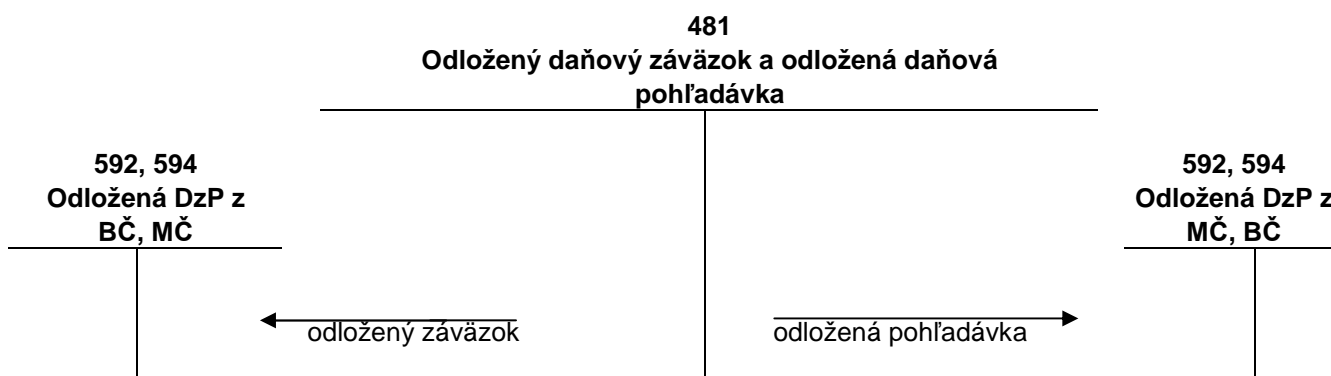 481
Odložený daňový záväzok a odložená daňová
pohľadávka
592, 594
Odložená DzP z
BČ, MČ
592, 594
Odložená DzP z
MČ, BČ
odložený záväzok
odložená pohľadávka